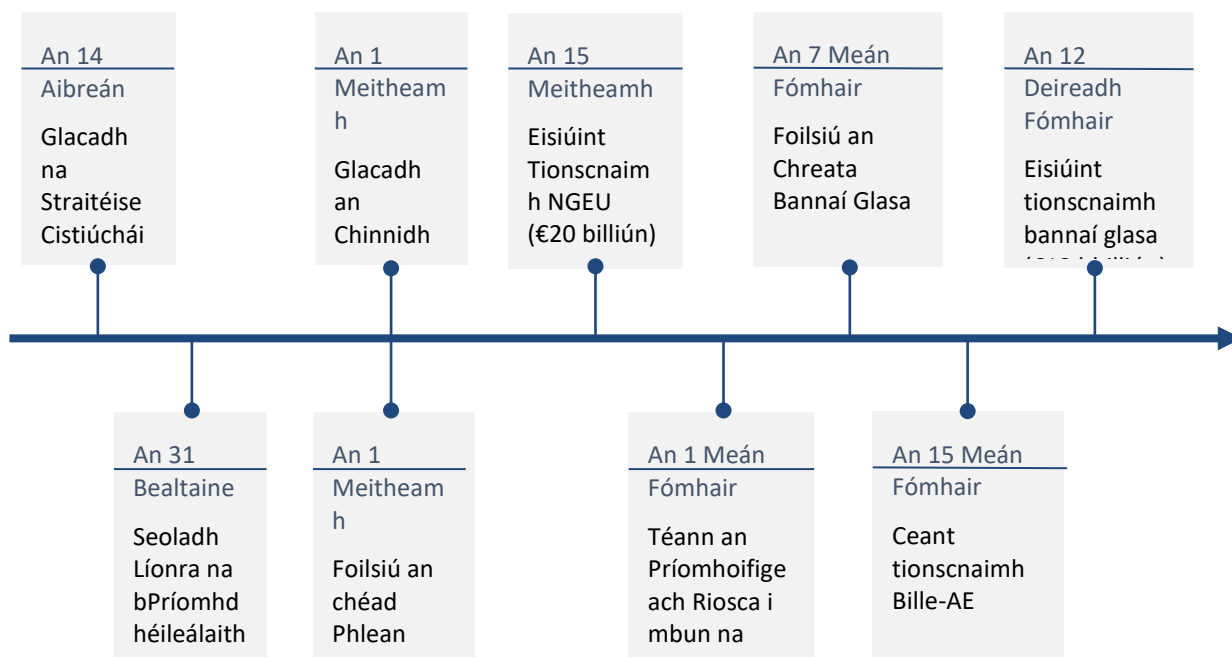 An 14
Aibreán
Glacadh
na
Straitéise
Cistiúchái
An 1
Meitheam
h
Glacadh
an
Chinnidh
An 15
Meitheamh
Eisiúint
Tionscnaim
h NGEU
(€20 billiún)
An 7 Meán
Fómhair
Foilsiú an
Chreata
Bannaí Glasa
An 12
Deireadh
Fómhair
Eisiúint
tionscnaimh
bannaí glasa
An 31
Bealtaine
Seoladh
Líonra na
bPríomhd
héileálaith
An 1
Meitheam
h
Foilsiú an
chéad
Phlean
An 1 Meán
Fómhair
Téann an
Príomhoifige
ach Riosca i
mbun na
An 15 Meán
Fómhair
Ceant
tionscnaimh
Bille-AE